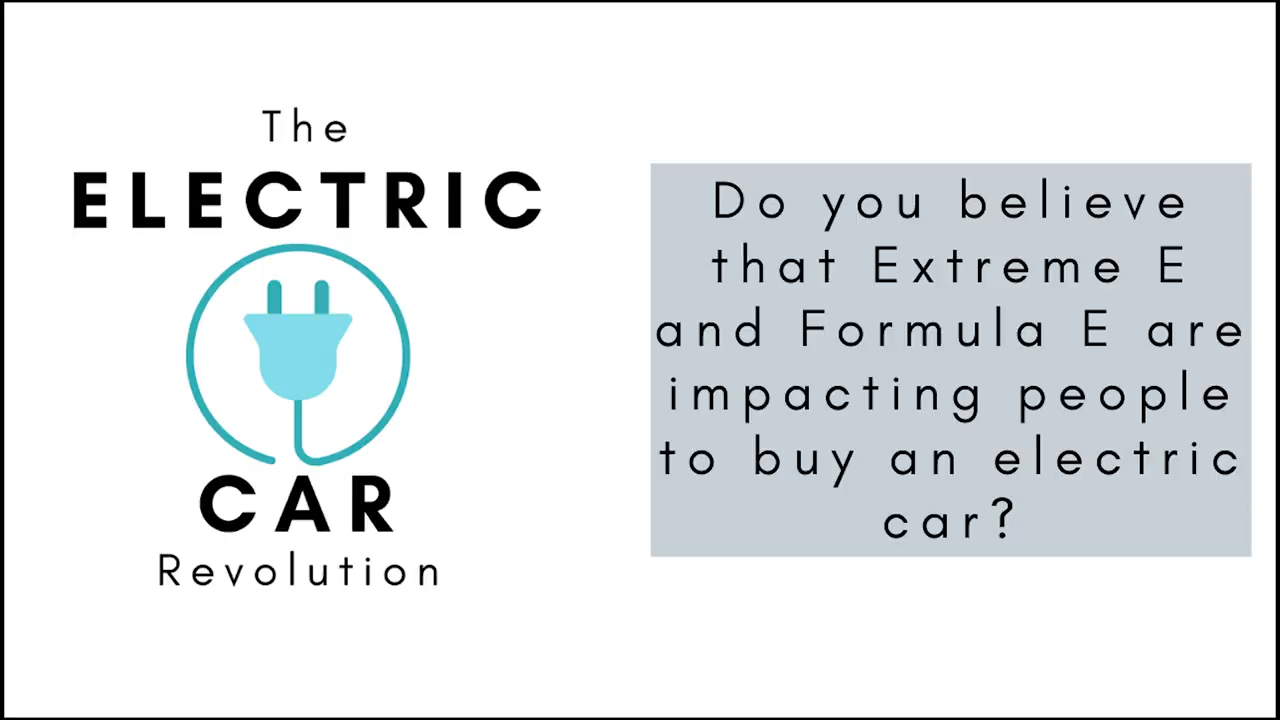 The
ELECTRIC
CAR
Revolution
Do you believe
that Extreme E
and Formula E are
impacting people
to buy an electric
car?